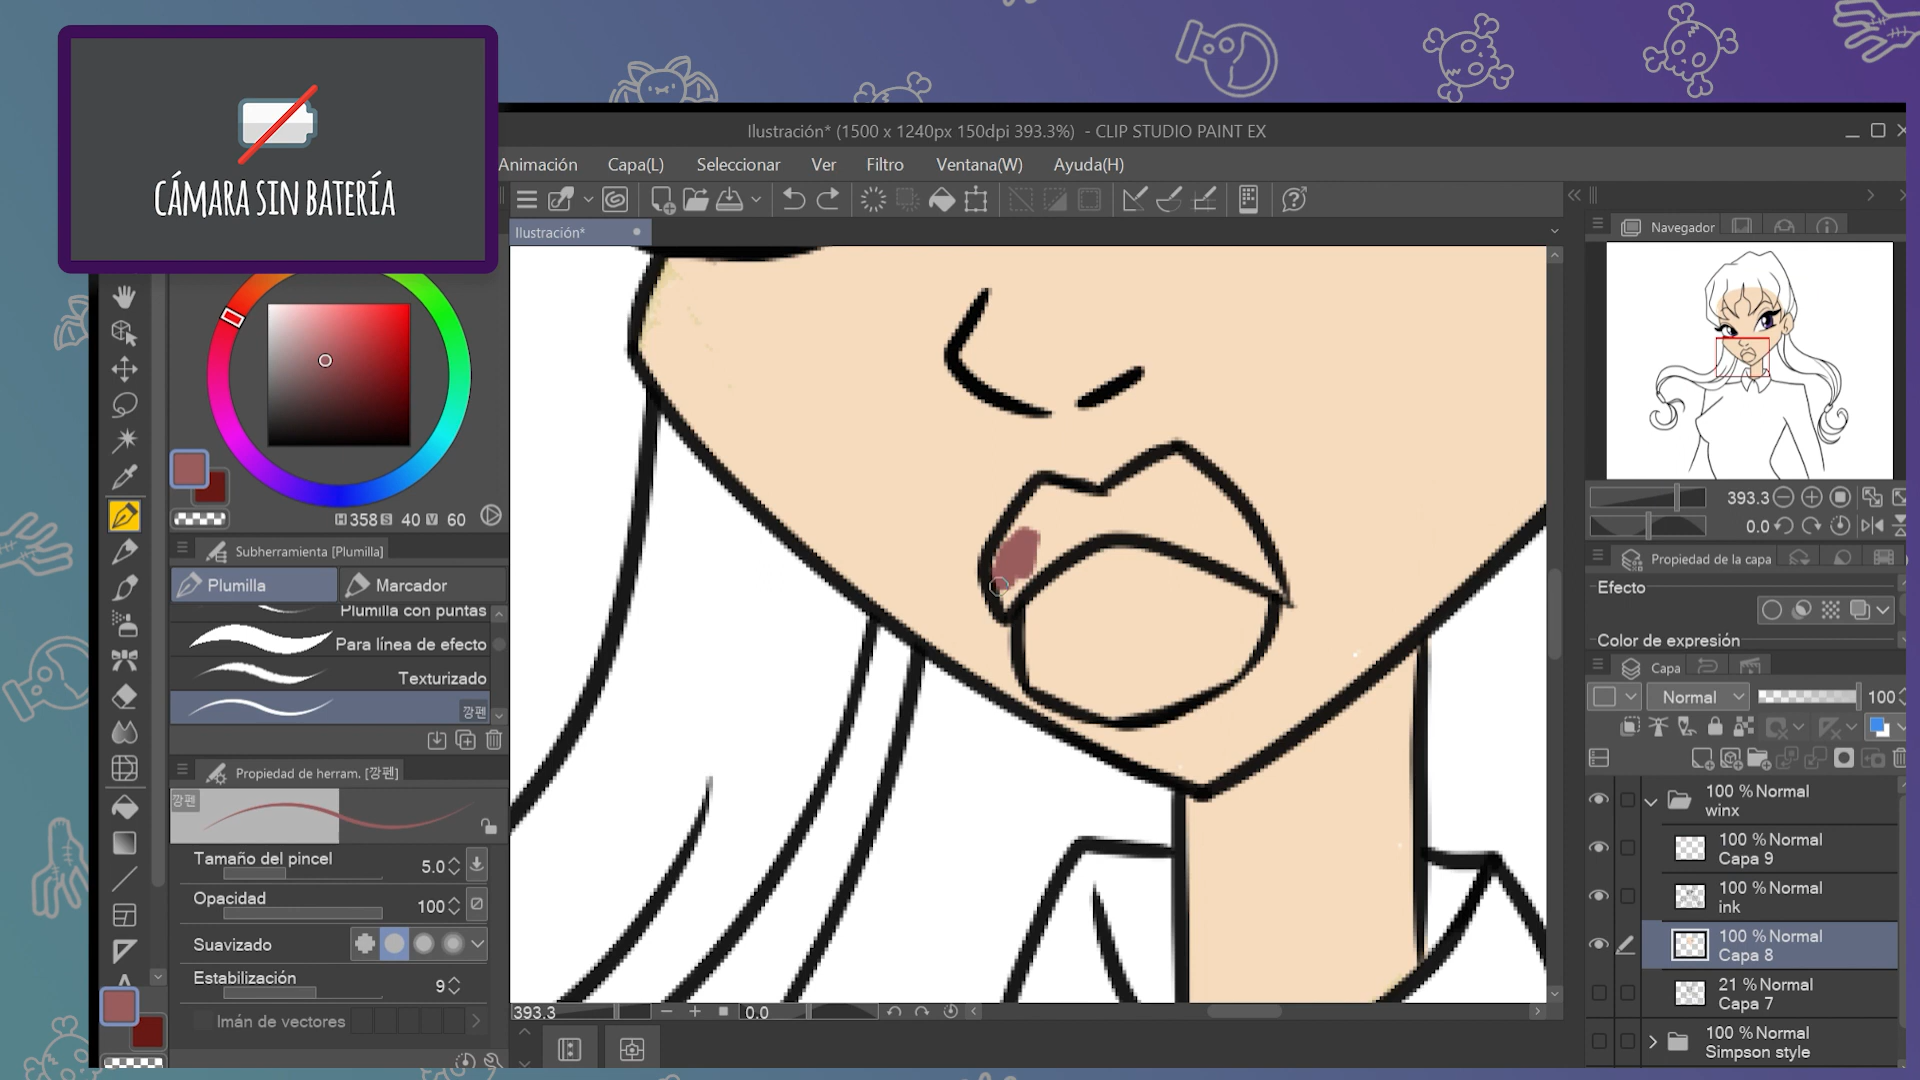 CÁMARA SIN BATERÍA
Ilustración* (1500 x 1240px 150dpi 393.3%) - CLIP STUDIO PAINT EX
Animación Capa(L) Seleccionar Ver Filtro Ventana(W) Ayuda(H)
Ilustración*
Navegador
393.3
0.0
H 358 S 40 V 60
Subherramienta [Plumilla]
Plumilla Marcador
Plumilla con puntas
Para línea de efecto
Texturizado
깡펜
Propiedad de herram. [깡펜]
깡펜
Tamaño del pincel 5.0
Opacidad 100
Suavizado
Estabilización 9
Imán de vectores
393.3 0.0
Propiedad de la capa
Efecto
Color de expresión
Capa
Normal 100
100 % Normal
winx
100 % Normal
Capa 9
100 % Normal
ink
100 % Normal
Capa 8
21 % Normal
Capa 7
100 % Normal
Simpson style